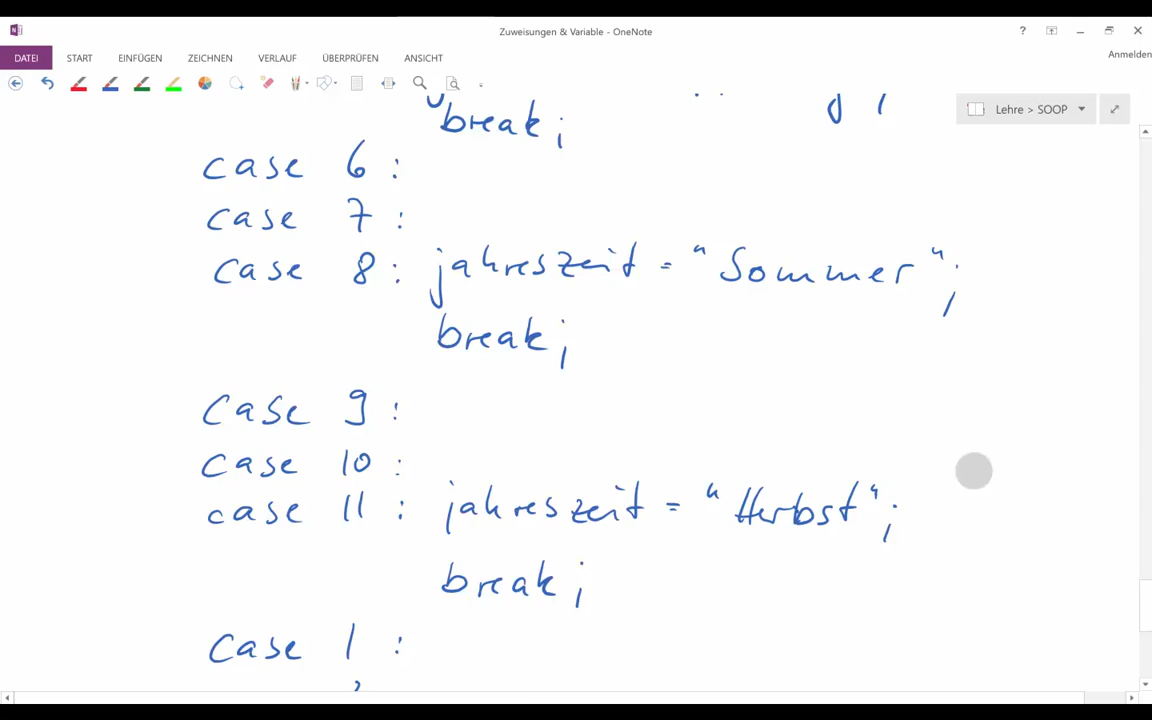 Zuweisungen & Variable - OneNote
?
Anmelden
DATEI START EINFÜGEN ZEICHNEN VERLAUF ÜBERPRÜFEN ANSICHT
Lehre > SOOP
break;
case 6:
case 7:
case 8: jahreszeit = "Sommer";
break;
case 9:
case 10:
case 11: jahreszeit = "Herbst";
break;
case 1: